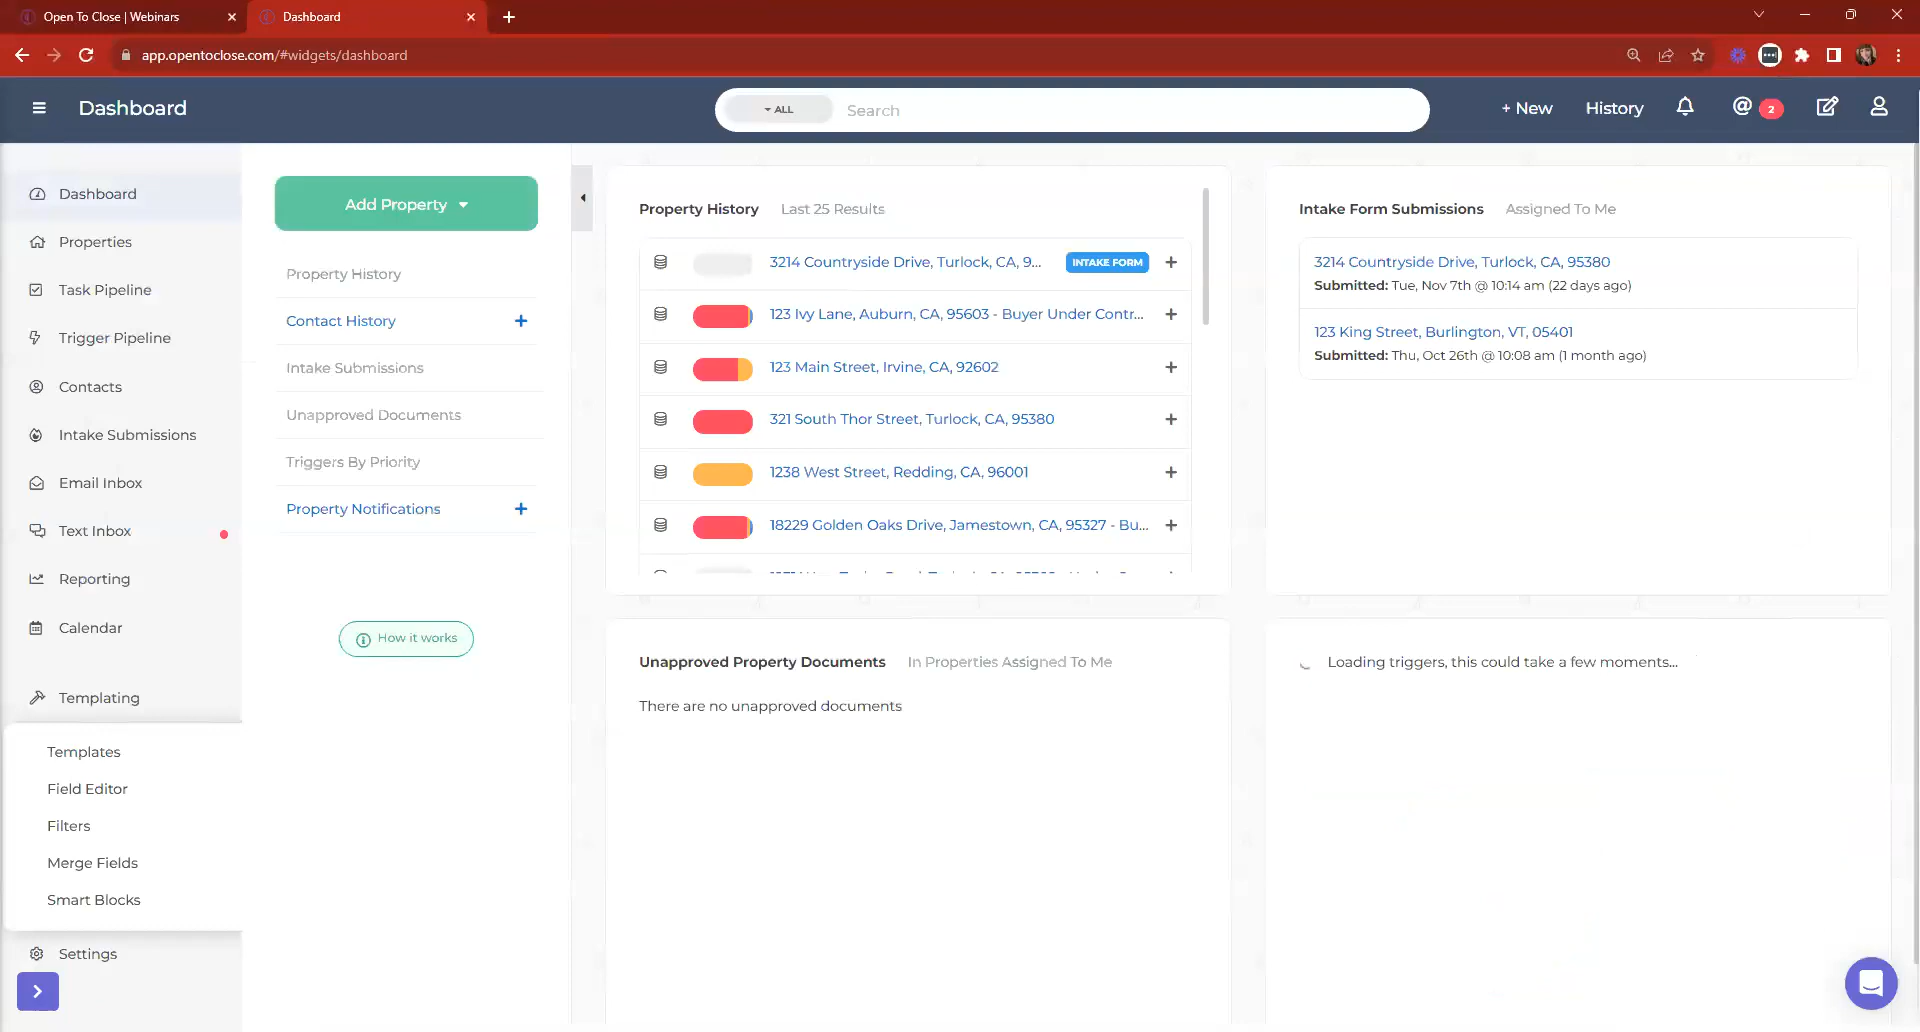 Open To Close | Webinars
Dashboard
app.opentoclose.com/#widgets/dashboard
Dashboard
ALL
Search
+ New
History
@
2
Dashboard
Properties
Task Pipeline
Trigger Pipeline
Contacts
Intake Submissions
Email Inbox
Text Inbox
Reporting
Calendar
Templating
Templates
Field Editor
Filters
Merge Fields
Smart Blocks
Settings
Add Property
Property History
Contact History
Intake Submissions
Unapproved Documents
Triggers By Priority
Property Notifications
How it works
Property History Last 25 Results
3214 Countryside Drive, Turlock, CA, 9... INTAKE FORM
123 Ivy Lane, Auburn, CA, 95603 - Buyer Under Contr...
123 Main Street, Irvine, CA, 92602
321 South Thor Street, Turlock, CA, 95380
1238 West Street, Redding, CA, 96001
18229 Golden Oaks Drive, Jamestown, CA, 95327 - Bu...
Intake Form Submissions Assigned To Me
3214 Countryside Drive, Turlock, CA, 95380
Submitted: Tue, Nov 7th @ 10:14 am (22 days ago)
123 King Street, Burlington, VT, 05401
Submitted: Thu, Oct 26th @ 10:08 am (1 month ago)
Unapproved Property Documents In Properties Assigned To Me
There are no unapproved documents
Loading triggers, this could take a few moments...